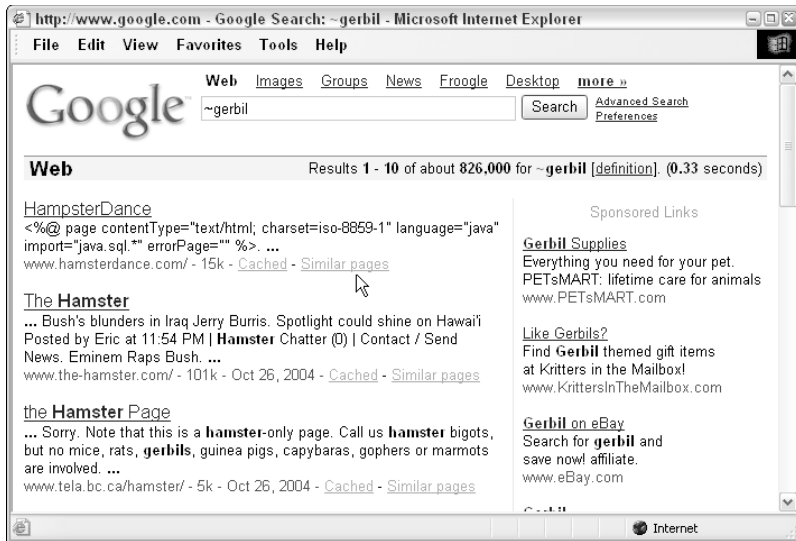 http://www.google.com - Google Search: ~gerbil - Microsoft Internet Explorer
File Edit View Favorites Tools Help
Web Images Groups News Froogle Desktop more »
Google™
~gerbil Search Advanced Search
Preferences
Web Results 1 - 10 of about 826,000 for ~gerbil [definition]. (0.33 seconds)
HampsterDance
<%@ page contentType="text/html; charset=iso-8859-1" language="java"
import="java.sql.*" errorPage="" %>. ...
www.hamsterdance.com/ - 15k - Cached - Similar pages
The Hamster
... Bush's blunders in Iraq Jerry Burris. Spotlight could shine on Hawai'i
Posted by Eric at 11:54 PM | Hamster Chatter (0) | Contact / Send
News. Eminem Raps Bush. ...
www.the-hamster.com/ - 101k - Oct 26, 2004 - Cached - Similar pages
the Hamster Page
... Sorry. Note that this is a hamster-only page. Call us hamster bigots,
but no mice, rats, gerbils, guinea pigs, capybaras, gophers or marmots
are involved. ...
www.tela.bc.ca/hamster/ - 5k - Oct 26, 2004 - Cached - Similar pages
Sponsored Links
Gerbil Supplies
Everything you need for your pet.
PETsMART: lifetime care for animals
www.PETsMART.com
Like Gerbils?
Find Gerbil themed gift items
at Kritters in the Mailbox!
www.KrittersInTheMailbox.com
Gerbil on eBay
Search for gerbil and
save now! affiliate.
www.eBay.com
Internet